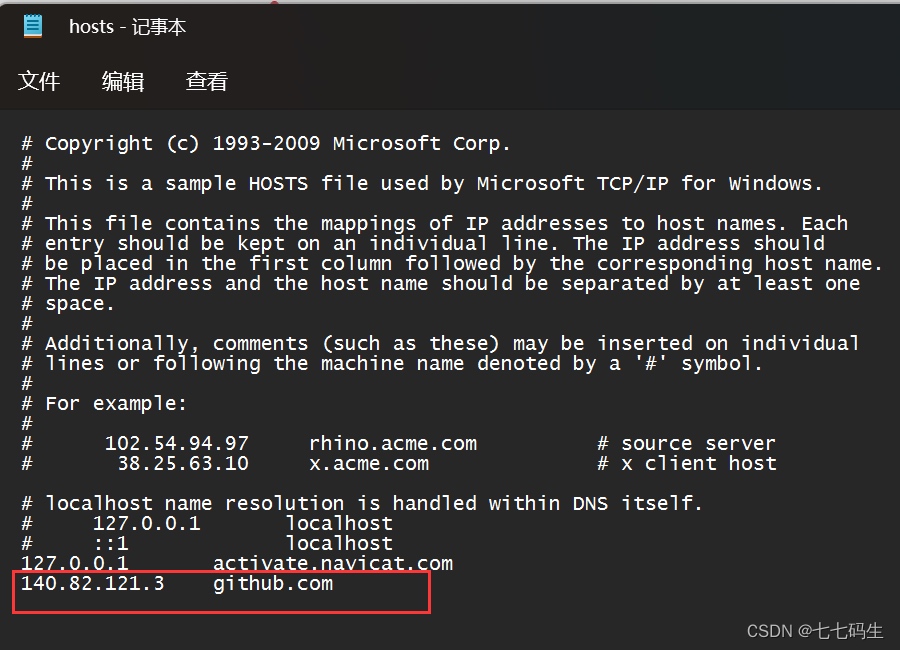 hosts - 记事本
文件 编辑 查看
# Copyright (c) 1993-2009 Microsoft Corp.
#
# This is a sample HOSTS file used by Microsoft TCP/IP for Windows.
#
# This file contains the mappings of IP addresses to host names. Each
# entry should be kept on an individual line. The IP address should
# be placed in the first column followed by the corresponding host name.
# The IP address and the host name should be separated by at least one
# space.
#
# Additionally, comments (such as these) may be inserted on individual
# lines or following the machine name denoted by a '#' symbol.
#
# For example:
#
#      102.54.94.97     rhino.acme.com          # source server
#       38.25.63.10     x.acme.com              # x client host
# localhost name resolution is handled within DNS itself.
#     127.0.0.1       localhost
#     ::1             localhost
127.0.0.1       activate.navicat.com
140.82.121.3    github.com
CSDN @七七码生